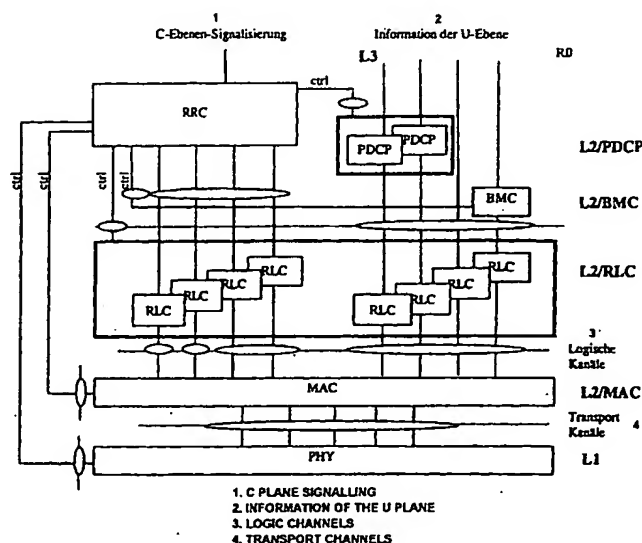 1
C-Ebenen-Signalisierung
2
Information der U-Ebene
L3
R0
ctrl
RRC
PDCP
PDCP
L2/PDCP
ctrl
ctrl
ctrl
ctrl
BMC
L2/BMC
RLC
RLC
RLC
RLC
RLC
RLC
RLC
RLC
L2/RLC
3
Logische
Kanäle
MAC
L2/MAC
Transport
Kanäle 4
PHY
L1
1. C PLANE SIGNALLING
2. INFORMATION OF THE U PLANE
3. LOGIC CHANNELS
4. TRANSPORT CHANNELS